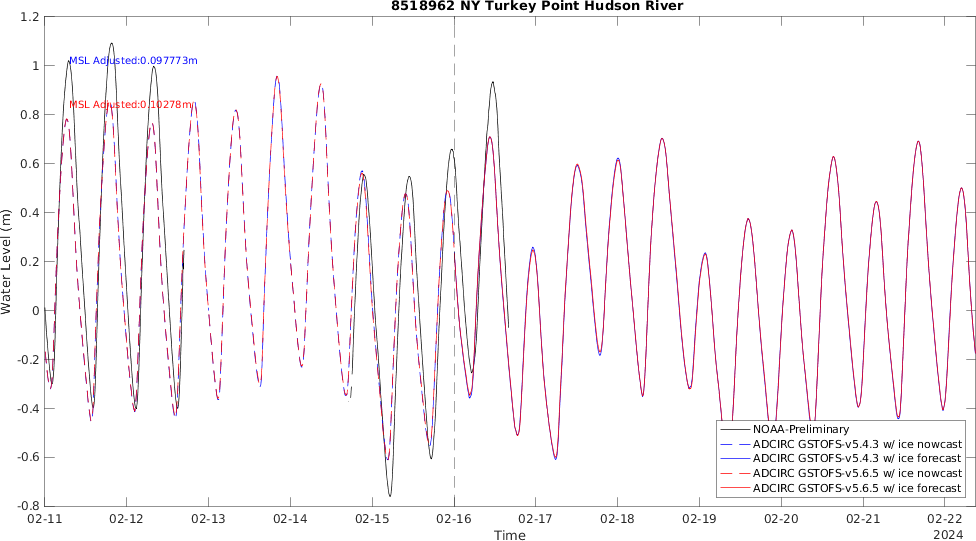 8518962 NY Turkey Point Hudson River
1.2
1
0.8
0.6
0.4
0.2
0
-0.2
-0.4
-0.6
-0.8
Water Level (m)
MSL Adjusted:0.097773m
MSL Adjusted:0.10278m
NOAA-Preliminary
ADCIRC GSTOFS-v5.4.3 w/ ice nowcast
ADCIRC GSTOFS-v5.4.3 w/ ice forecast
ADCIRC GSTOFS-v5.6.5 w/ ice nowcast
ADCIRC GSTOFS-v5.6.5 w/ ice forecast
02-11 02-12 02-13 02-14 02-15 02-16 02-17 02-18 02-19 02-20 02-21 02-22
Time 2024